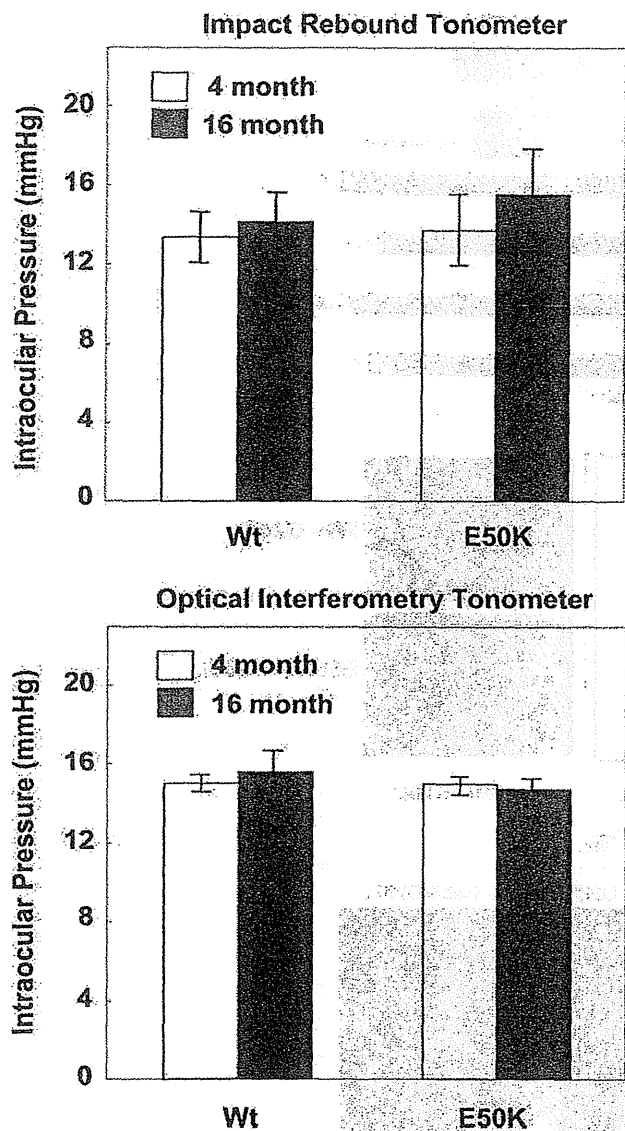 Impact Rebound Tonometer
Intraocular Pressure (mmHg)
20
16
12
8
4
0
4 month
16 month
Wt
E50K
Optical Interferometry Tonometer
Intraocular Pressure (mmHg)
20
16
12
8
4
0
4 month
16 month
Wt
E50K